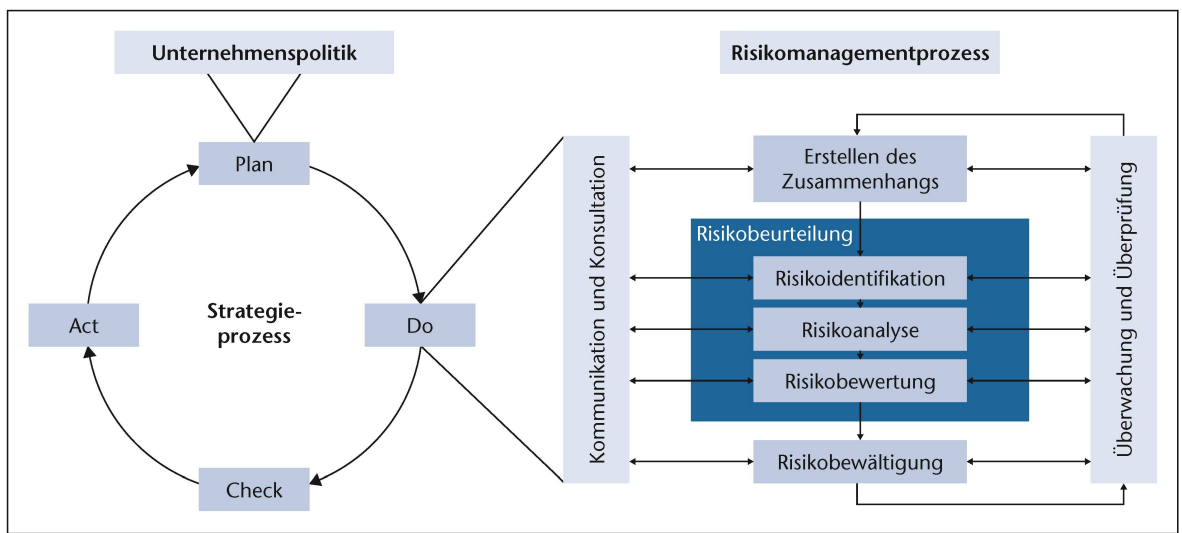 Unternehmenspolitik
Plan
Act
Strategie-
prozess
Do
Check
Risikomanagementprozess
Kommunikation und Konsultation
Erstellen des
Zusammenhangs
Risikobeurteilung
Risikoidentifikation
Risikoanalyse
Risikobewertung
Risikobewältigung
Überwachung und Überprüfung